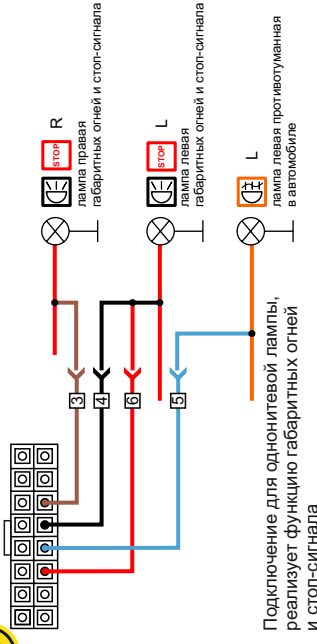 STOP
R
лампа правая
габаритных огней и стоп-сигнала
STOP
L
лампа левая
габаритных огней и стоп-сигнала
L
лампа левая противотуманная
в автомобиле
3
4
6
5
Подключение для однонитевой лампы,
реализует функцию габаритных огней
и стоп-сигнала